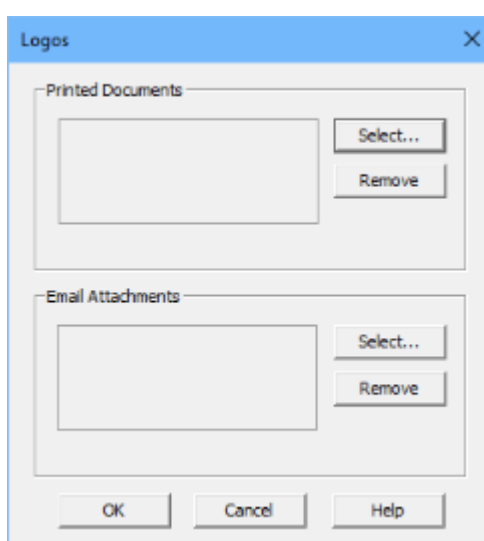 Logos
Printed Documents
Select...
Remove
Email Attachments
Select...
Remove
OK Cancel Help